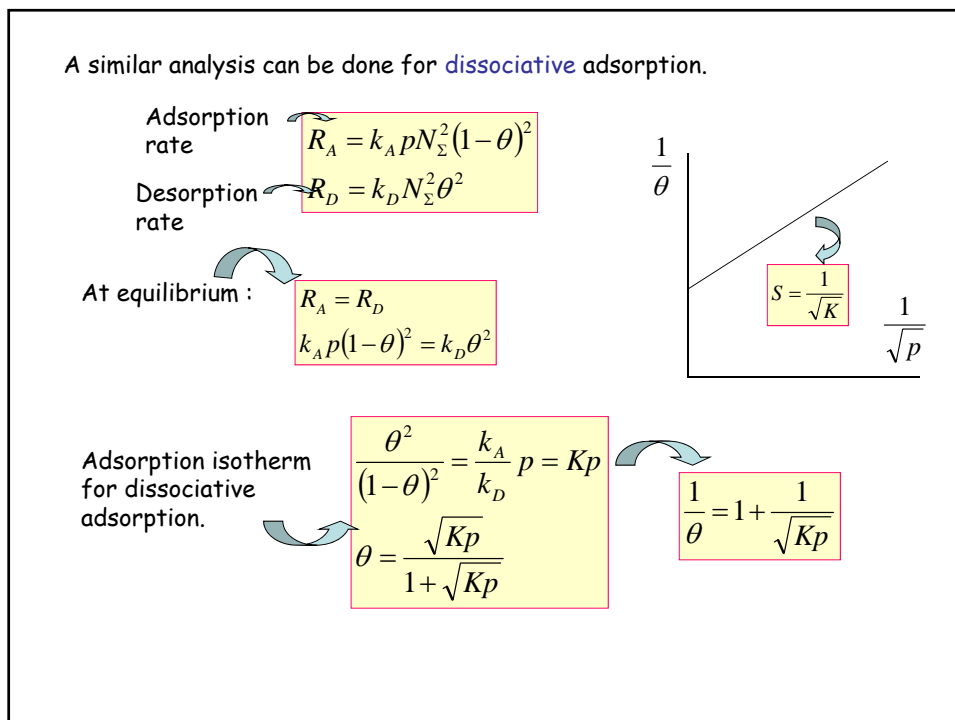 A similar analysis can be done for dissociative adsorption.
Adsorption
rate
R_A = k_A p N_Σ^2 (1 − θ)^2
Desorption
rate
R_D = k_D N_Σ^2 θ^2
1/θ
S = 1/√K
1/√p
At equilibrium :
R_A = R_D
k_A p(1 − θ)^2 = k_D θ^2
Adsorption isotherm
for dissociative
adsorption.
θ^2/(1 − θ)^2 = k_A/k_D p = Kp
θ = √Kp/(1 + √Kp)
1/θ = 1 + 1/√Kp